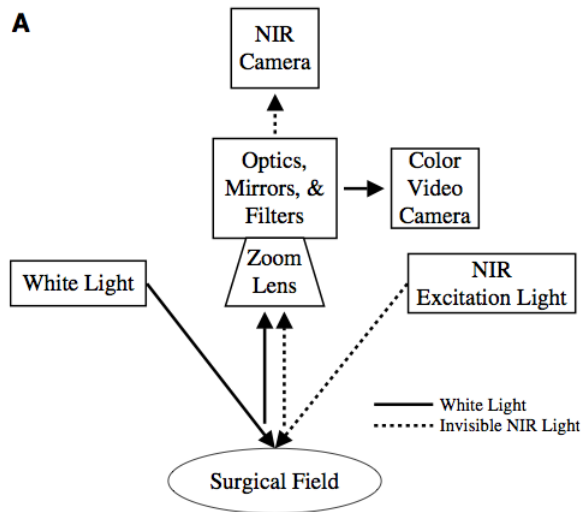 A
NIR
Camera
Optics,
Mirrors, &
Filters
Color
Video
Camera
Zoom
Lens
White Light
NIR
Excitation Light
White Light
Invisible NIR Light
Surgical Field